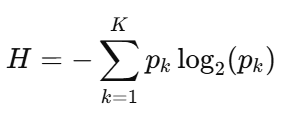 H = − ∑_{k=1}^{K} p_k log_2(p_k)